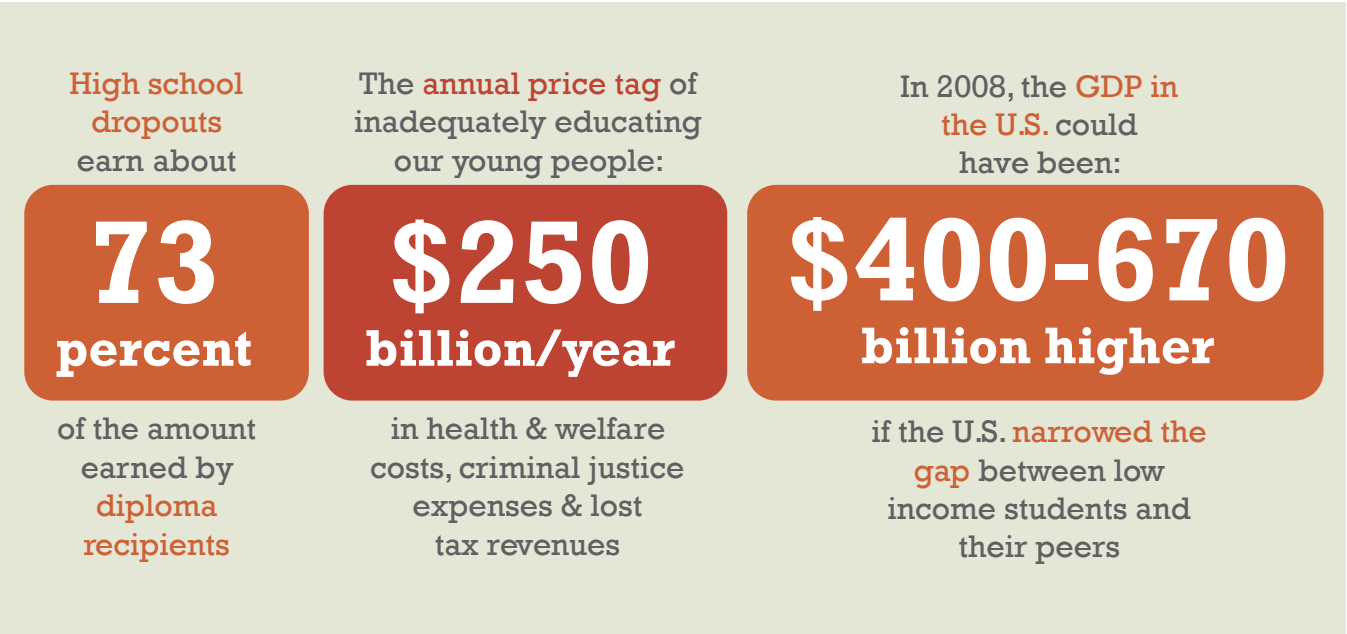 High school
dropouts
earn about
73
percent
of the amount
earned by
diploma
recipients
The annual price tag of
inadequately educating
our young people:
$250
billion/year
in health & welfare
costs, criminal justice
expenses & lost
tax revenues
In 2008, the GDP in
the U.S. could
have been:
$400-670
billion higher
if the U.S. narrowed the
gap between low
income students and
their peers